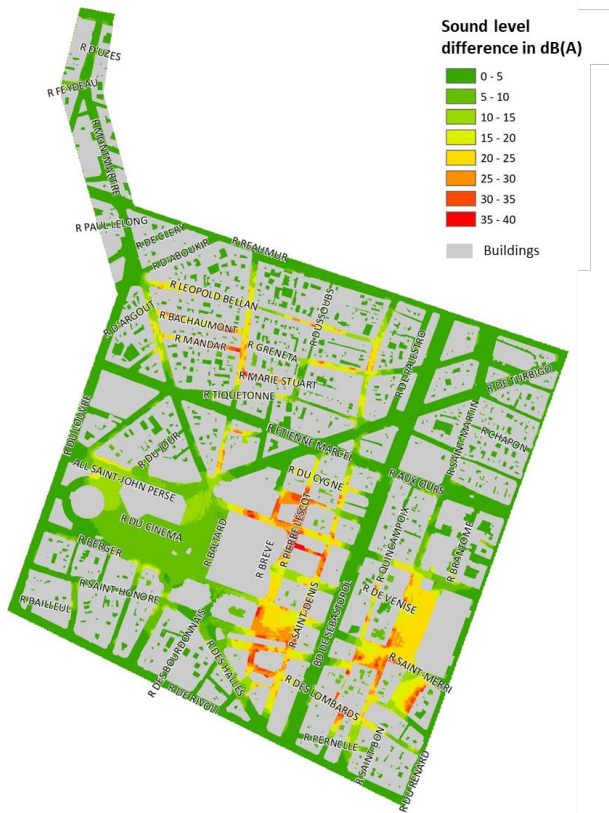 Sound level
difference in dB(A)
0 - 5
5 - 10
10 - 15
15 - 20
20 - 25
25 - 30
30 - 35
35 - 40
Buildings
R D'UZES
R FEYDEAU
R MONTMARTRE
R PAUL LELONG
R DE CLERY
R D'ABOUKIR
R REAUMUR
R LEOPOLD BELLAN
R DUSSOUBS
R D'ARGOUT
R BACHAUMONT
R MANDAR
R GRENETA
R DE PALESTRO
R MARIE STUART
R TIQUETONNE
R DE TURBIGO
R DU LOUVRE
R ETIENNE MARCEL
R SAINT-MARTIN
R CHAPON
R DU JOUR
ALL SAINT-JOHN PERSE
R DU CYGNE
R AUX OURS
R DU CINEMA
R BALTARD
R PIERRE LESCOT
R QUINCAMPOIX
R BRANTOME
R BERGER
R BREVE
R SAINT-HONORE
R DE VENISE
R BAILLEUL
R SAINT-DENIS
BD DE SEBASTOPOL
R DES BOURDONNAIS
R DES HALLES
R SAINT-MERRI
R DE RIVOLI
R DES LOMBARDS
R PERNELLE
R SAINT-BON
R DU RENARD